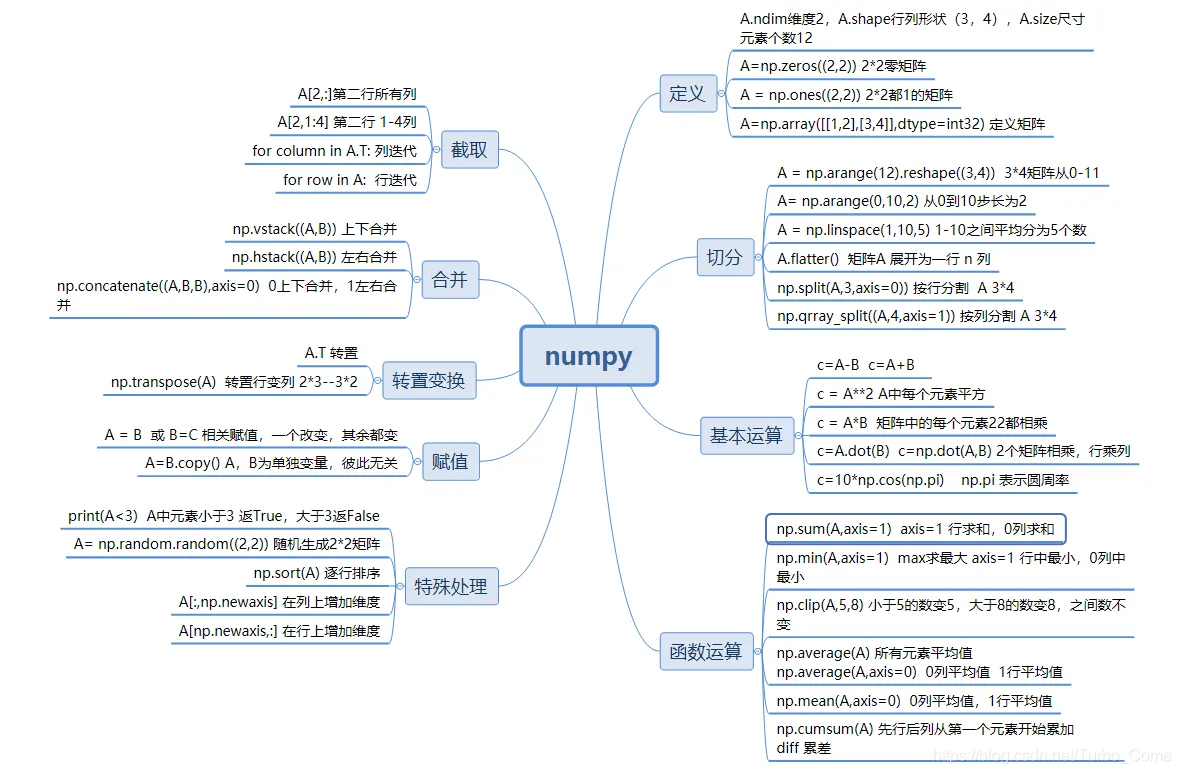 numpy
定义
A.ndim维度2，A.shape行列形状（3，4），A.size尺寸
元素个数12
A=np.zeros((2,2)) 2*2零矩阵
A = np.ones((2,2)) 2*2都1的矩阵
A=np.array([[1,2],[3,4]],dtype=int32) 定义矩阵
切分
A = np.arange(12).reshape((3,4)) 3*4矩阵从0-11
A= np.arange(0,10,2) 从0到10步长为2
A = np.linspace(1,10,5) 1-10之间平均分为5个数
A.flatter() 矩阵A 展开为一行 n 列
np.split(A,3,axis=0)) 按行分割 A 3*4
np.qrray_split((A,4,axis=1)) 按列分割 A 3*4
基本运算
c=A-B c=A+B
c = A**2 A中每个元素平方
c = A*B 矩阵中的每个元素22都相乘
c=A.dot(B) c=np.dot(A,B) 2个矩阵相乘，行乘列
c=10*np.cos(np.pi) np.pi 表示圆周率
函数运算
np.sum(A,axis=1) axis=1 行求和，0列求和
np.min(A,axis=1) max求最大 axis=1 行中最小，0列中
最小
np.clip(A,5,8) 小于5的数变5，大于8的数变8，之间数不
变
np.average(A) 所有元素平均值
np.average(A,axis=0) 0列平均值 1行平均值
np.mean(A,axis=0) 0列平均值，1行平均值
np.cumsum(A) 先行后列从第一个元素开始累加
diff 累差
截取
A[2,:]第二行所有列
A[2,1:4] 第二行 1-4列
for column in A.T: 列迭代
for row in A: 行迭代
合并
np.vstack((A,B)) 上下合并
np.hstack((A,B)) 左右合并
np.concatenate((A,B,B),axis=0) 0上下合并，1左右合
并
转置变换
A.T 转置
np.transpose(A) 转置行变列 2*3--3*2
赋值
A = B 或 B=C 相关赋值，一个改变，其余都变
A=B.copy() A，B为单独变量，彼此无关
特殊处理
print(A<3) A中元素小于3 返True，大于3返False
A= np.random.random((2,2)) 随机生成2*2矩阵
np.sort(A) 逐行排序
A[:,np.newaxis] 在列上增加维度
A[np.newaxis,:] 在行上增加维度
https://blog.csdn.net/Turbo_Come